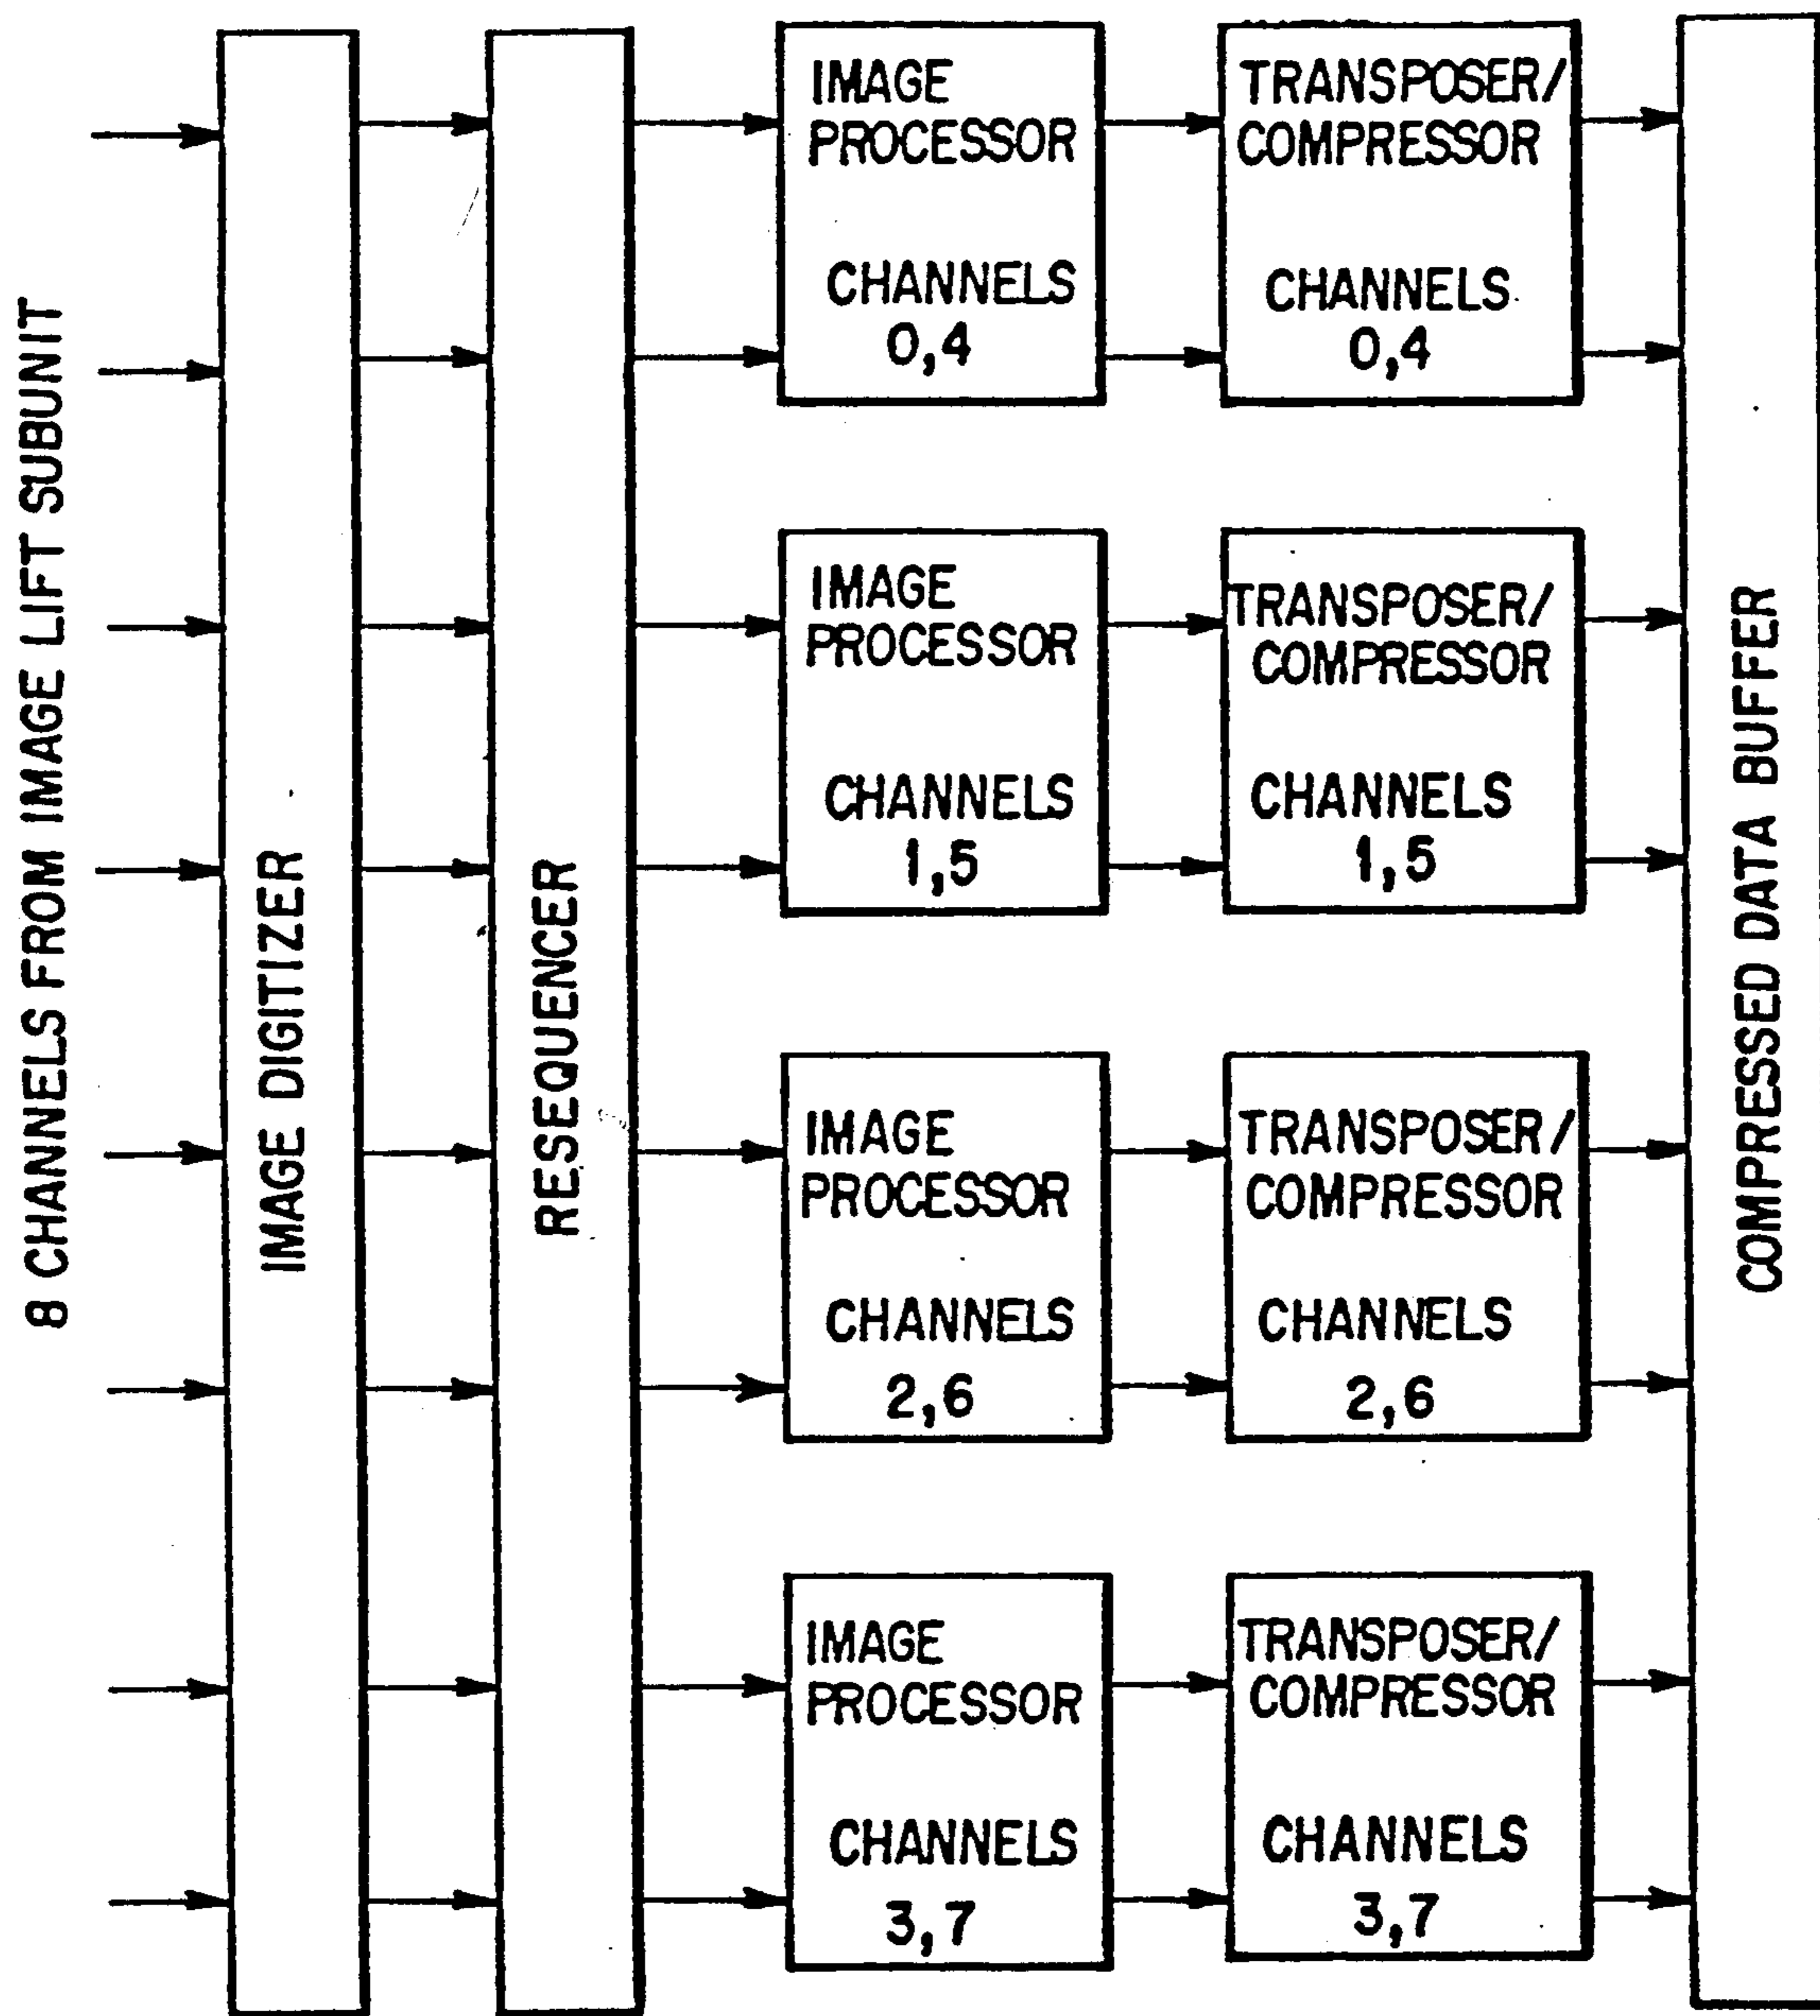 8 CHANNELS FROM IMAGE LIFT SUBUNIT
IMAGE DIGITIZER
RESEQUENCER
IMAGE
PROCESSOR
CHANNELS
0,4
TRANSPOSER/
COMPRESSOR
CHANNELS
0,4
IMAGE
PROCESSOR
CHANNELS
1,5
TRANSPOSER/
COMPRESSOR
CHANNELS
1,5
IMAGE
PROCESSOR
CHANNELS
2,6
TRANSPOSER/
COMPRESSOR
CHANNELS
2,6
IMAGE
PROCESSOR
CHANNELS
3,7
TRANSPOSER/
COMPRESSOR
CHANNELS
3,7
COMPRESSED DATA BUFFER